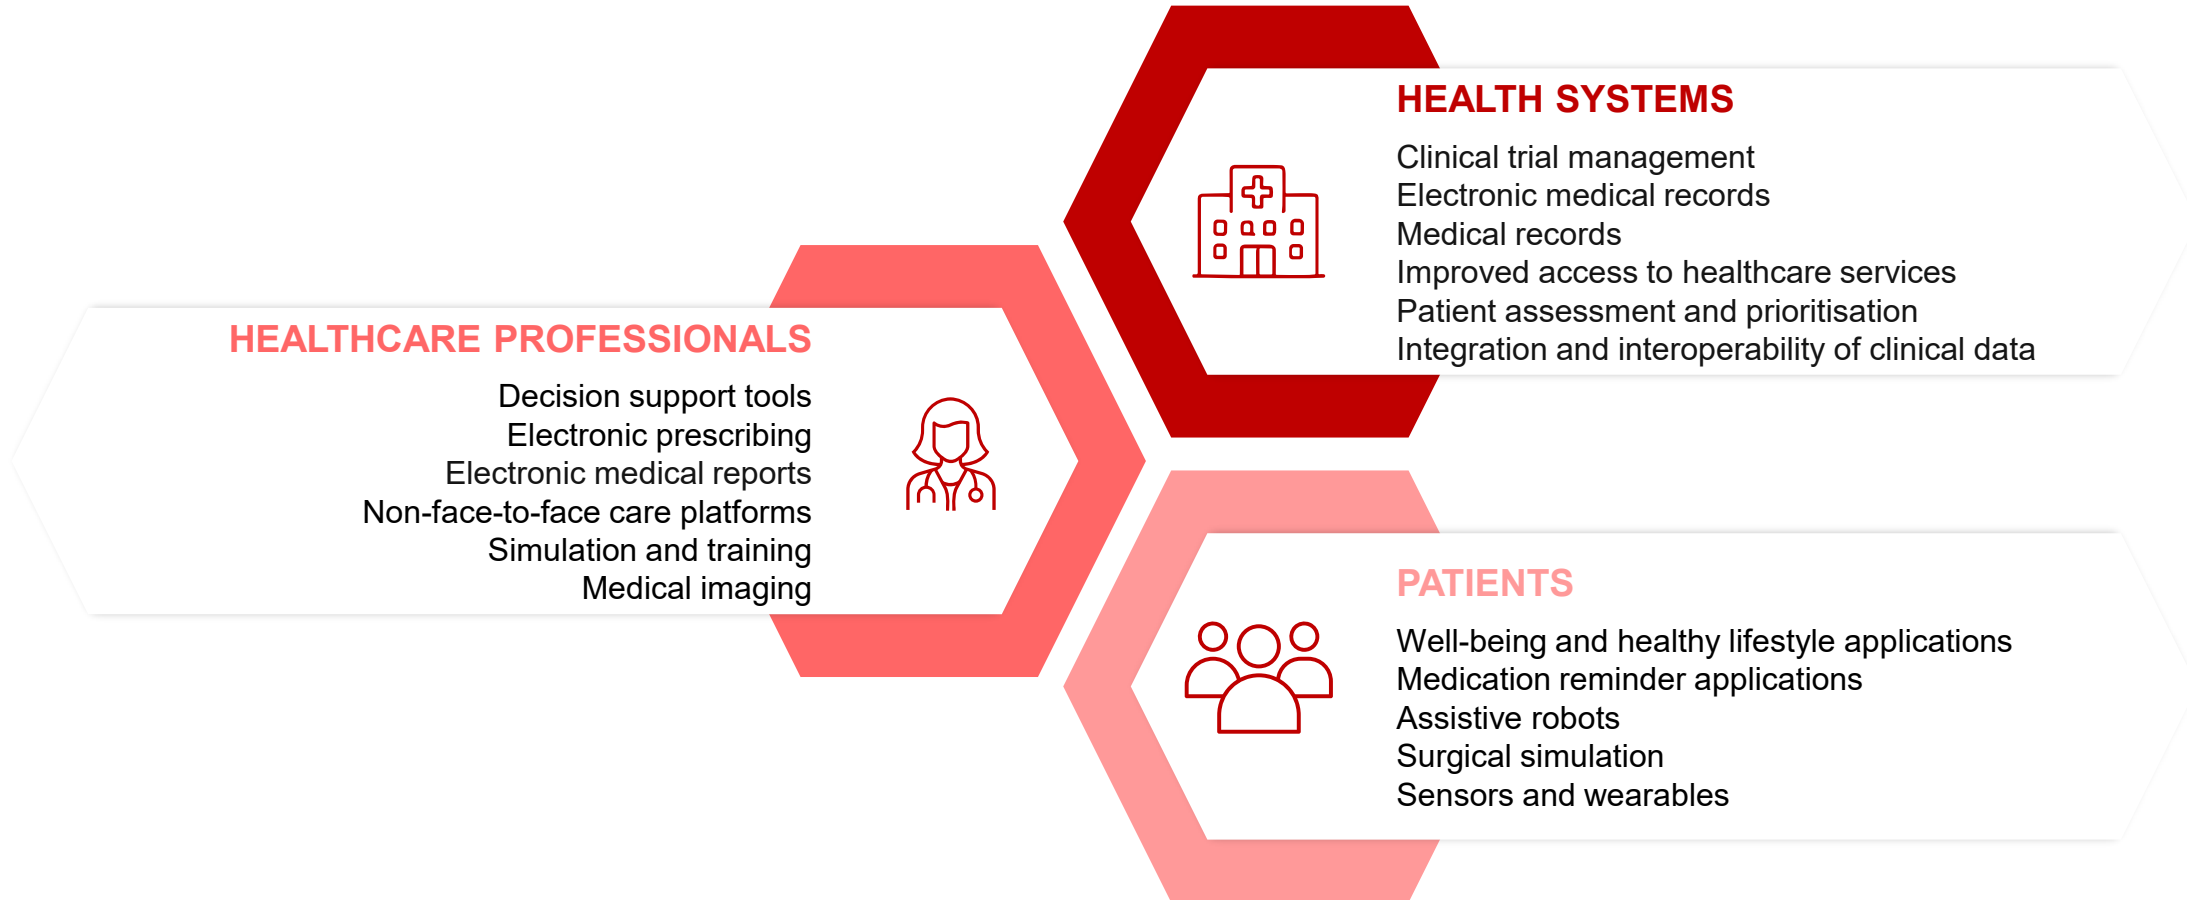 HEALTH SYSTEMS
Clinical trial management
Electronic medical records
Medical records
Improved access to healthcare services
Patient assessment and prioritisation
Integration and interoperability of clinical data
HEALTHCARE PROFESSIONALS
Decision support tools
Electronic prescribing
Electronic medical reports
Non-face-to-face care platforms
Simulation and training
Medical imaging
PATIENTS
Well-being and healthy lifestyle applications
Medication reminder applications
Assistive robots
Surgical simulation
Sensors and wearables